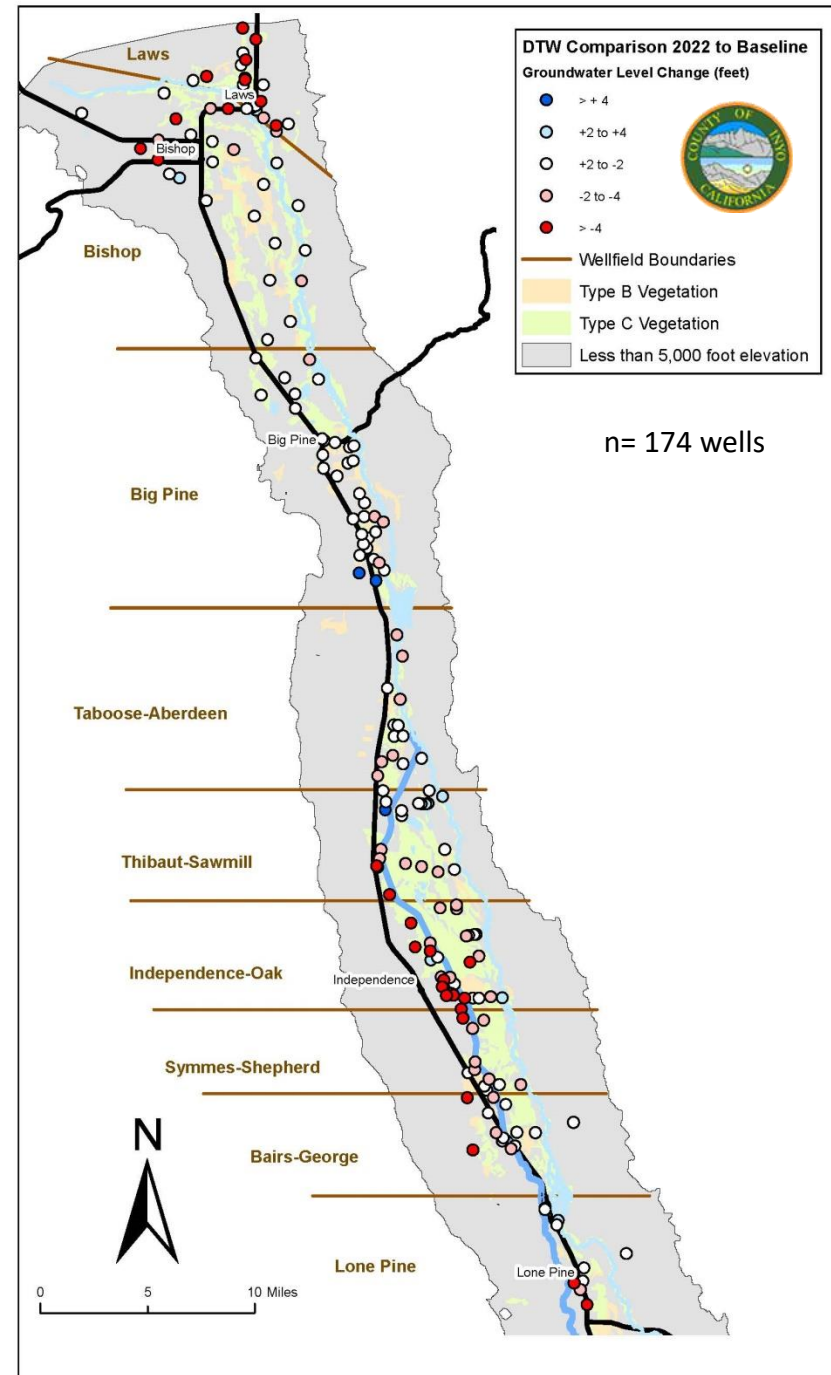 DTW Comparison 2022 to Baseline
Groundwater Level Change (feet)
> + 4
+2 to +4
+2 to -2
-2 to -4
> -4
Wellfield Boundaries
Type B Vegetation
Type C Vegetation
Less than 5,000 foot elevation
COUNTY OF INYO
CALIFORNIA
n= 174 wells
Laws
Laws
Bishop
Bishop
Big Pine
Big Pine
Taboose-Aberdeen
Thibaut-Sawmill
Independence-Oak
Independence
Symmes-Shepherd
Bairs-George
Lone Pine
Lone Pine
N
0 5 10 Miles